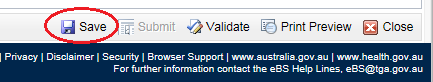 Save Submit Validate Print Preview Close
| Privacy | Disclaimer | Security | Browser Support | www.australia.gov.au | www.health.gov.au
For further information contact the eBS Help Lines, eBS@tga.gov.au